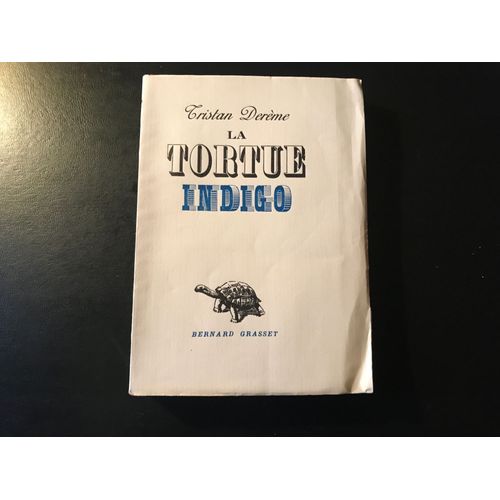 Tristan Derème
LA
TORTUE
INDIGO
BERNARD GRASSET